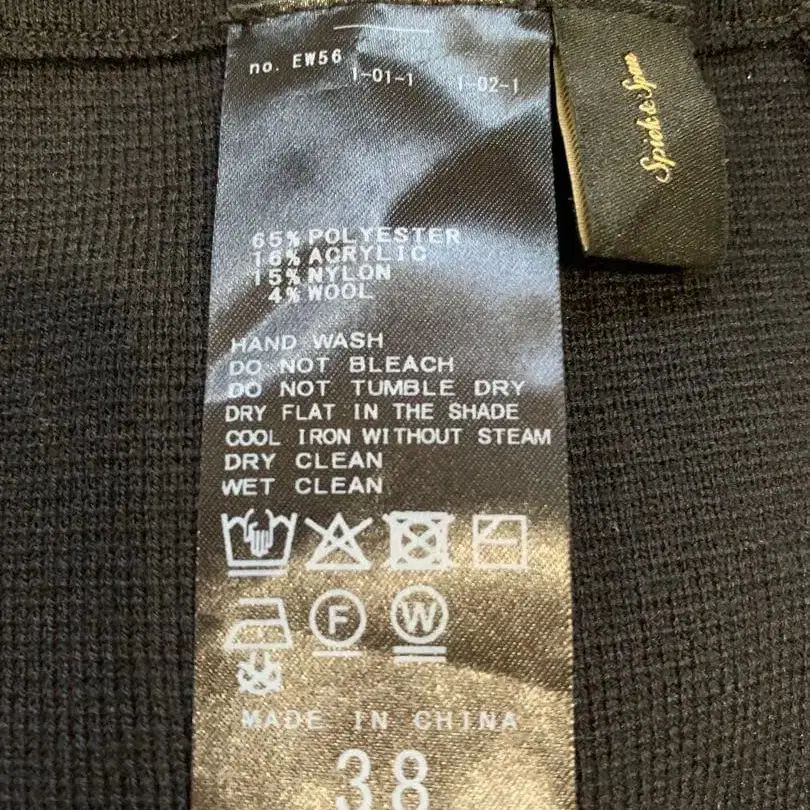 no. EW56
1-01-1 1-02-1
Spick & Span
65% POLYESTER
16% ACRYLIC
15% NYLON
4% WOOL
HAND WASH
DO NOT BLEACH
DO NOT TUMBLE DRY
DRY FLAT IN THE SHADE
COOL IRON WITHOUT STEAM
DRY CLEAN
WET CLEAN
F W
MADE IN CHINA
38